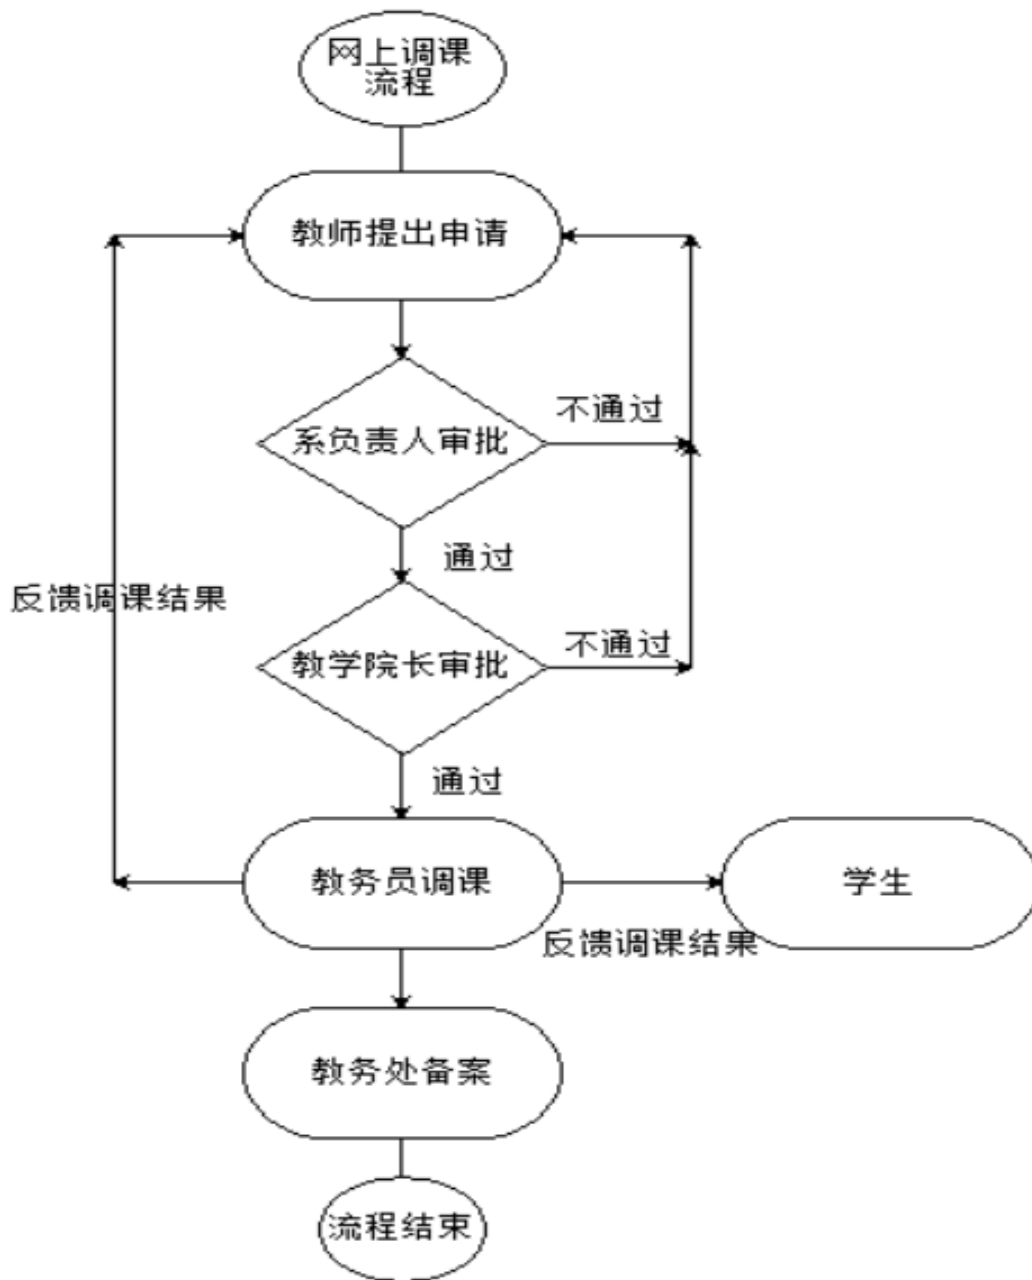 网上调课
流程
教师提出申请
不通过
系负责人审批
通过
反馈调课结果
不通过
教学院长审批
通过
教务员调课
学生
反馈调课结果
教务处备案
流程结束